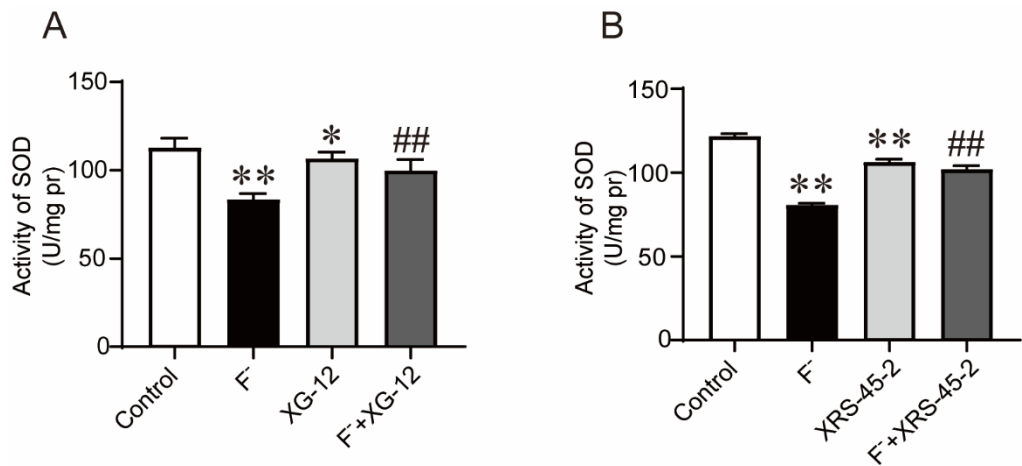 A
Activity of SOD
(U/mg pr)
150
100
50
0
*
**
##
Control
F⁻
XG-12
F⁻+XG-12
B
Activity of SOD
(U/mg pr)
150
100
50
0
**
**
##
Control
F⁻
XRS-45-2
F⁻+XRS-45-2